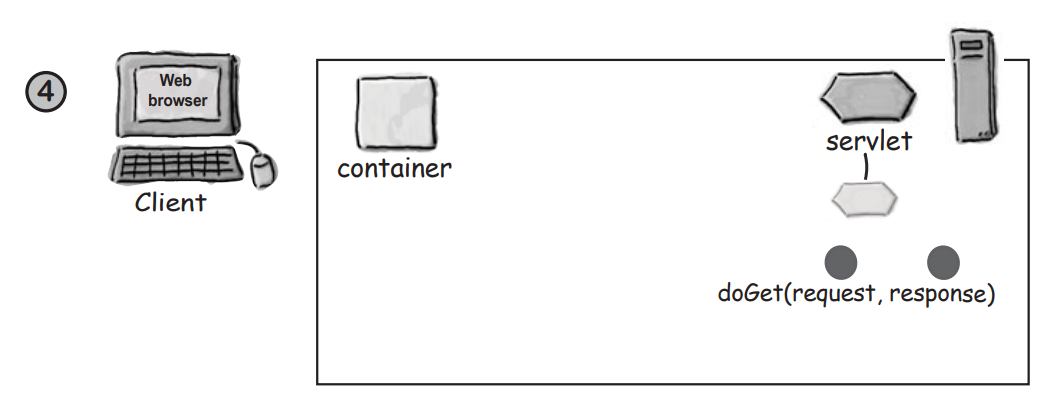 4
Web
browser
Client
container
servlet
doGet(request, response)